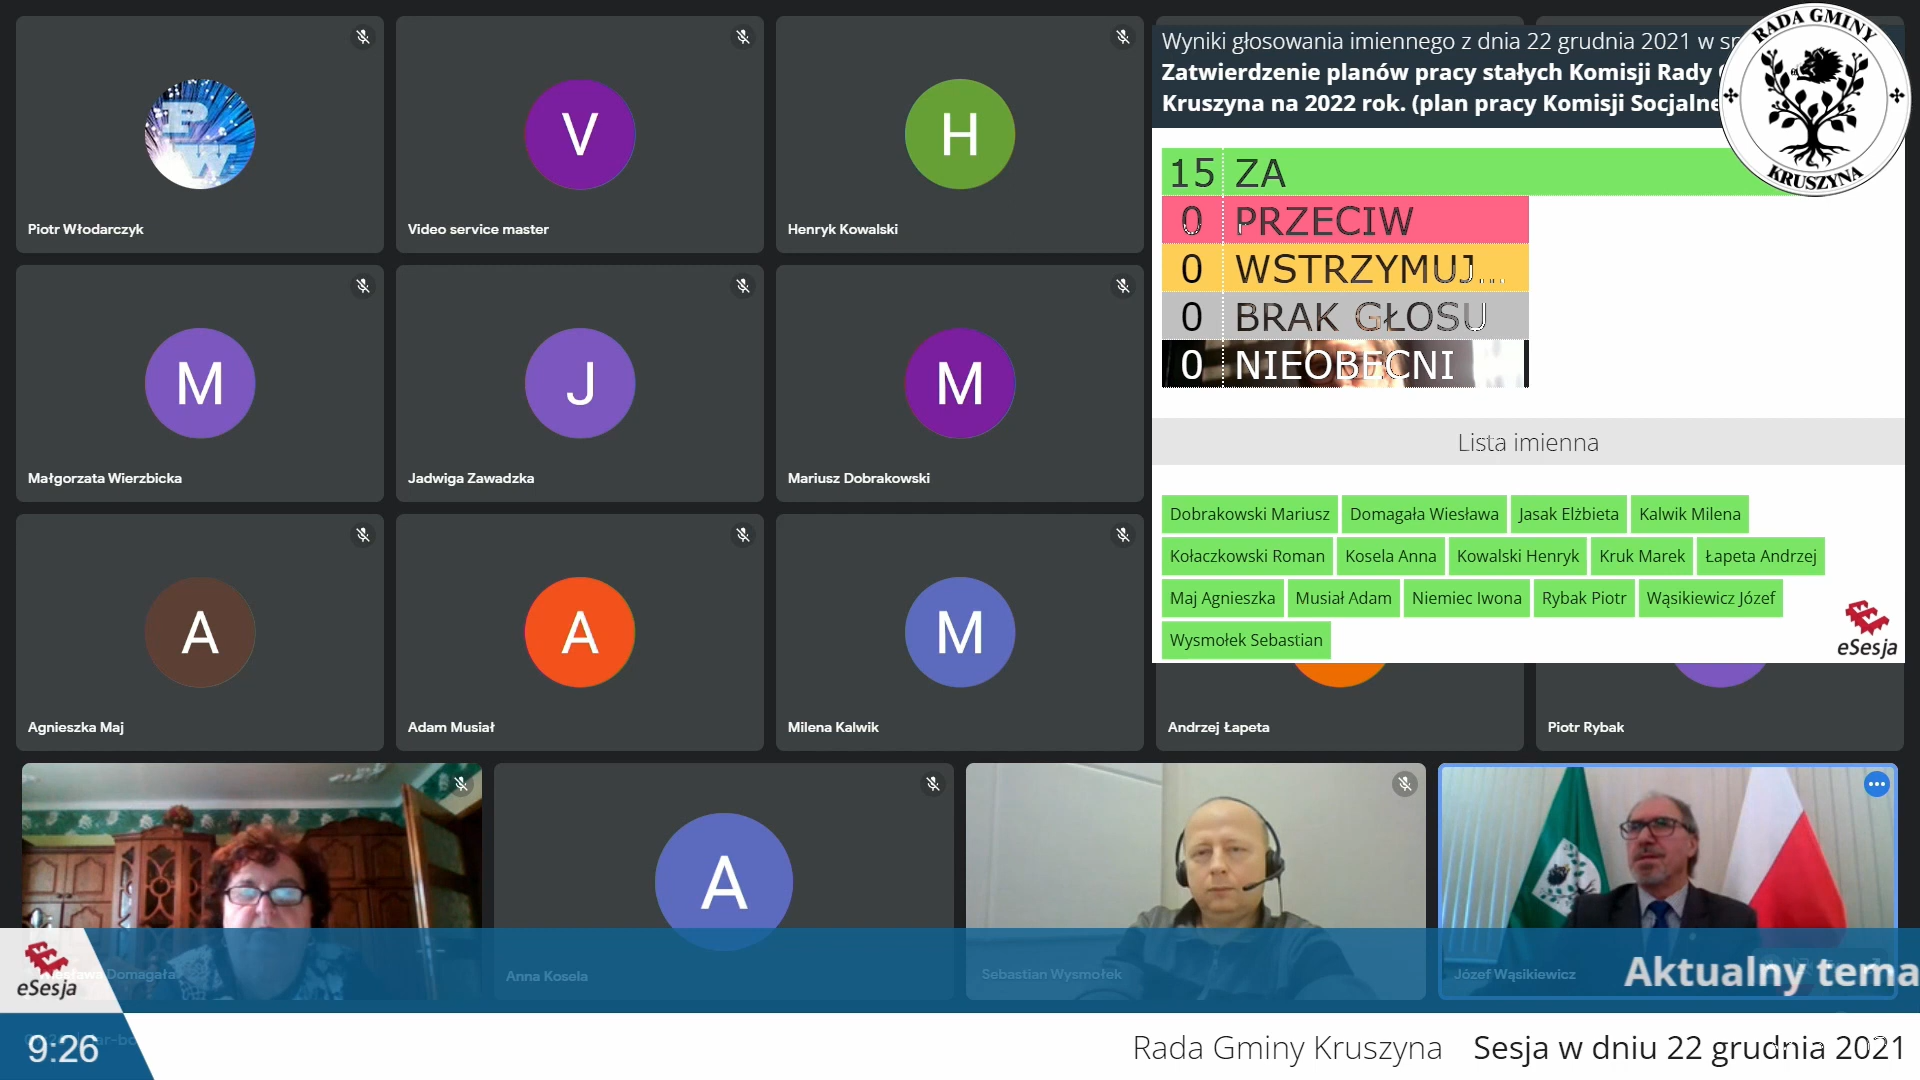 Piotr Włodarczyk
V
Video service master
H
Henryk Kowalski
M
Małgorzata Wierzbicka
J
Jadwiga Zawadzka
M
Mariusz Dobrakowski
A
Agnieszka Maj
A
Adam Musiał
M
Milena Kalwik
Andrzej Łapeta
Piotr Rybak
Wyniki głosowania imiennego z dnia 22 grudnia 2021 w
Zatwierdzenie planów pracy stałych Komisji Rady
Kruszyna na 2022 rok. (plan pracy Komisji Socjalne
RADA GMINY
KRUSZYNA
15 ZA
0 PRZECIW
0 WSTRZYMUJ...
0 BRAK GŁOSU
0 NIEOBECNI
Lista imienna
Dobrakowski Mariusz Domagała Wiesława Jasak Elżbieta Kalwik Milena
Kołaczkowski Roman Kosela Anna Kowalski Henryk Kruk Marek Łapeta Andrzej
Maj Agnieszka Musiał Adam Niemiec Iwona Rybak Piotr Wąsikiewicz Józef
Wysmołek Sebastian
eSesja
Domagała
A
Anna Kosela
Sebastian Wysmołek
Józef Wąsikiewicz
Aktualny tema
eSesja
9:26
Rada Gminy Kruszyna Sesja w dniu 22 grudnia 2021